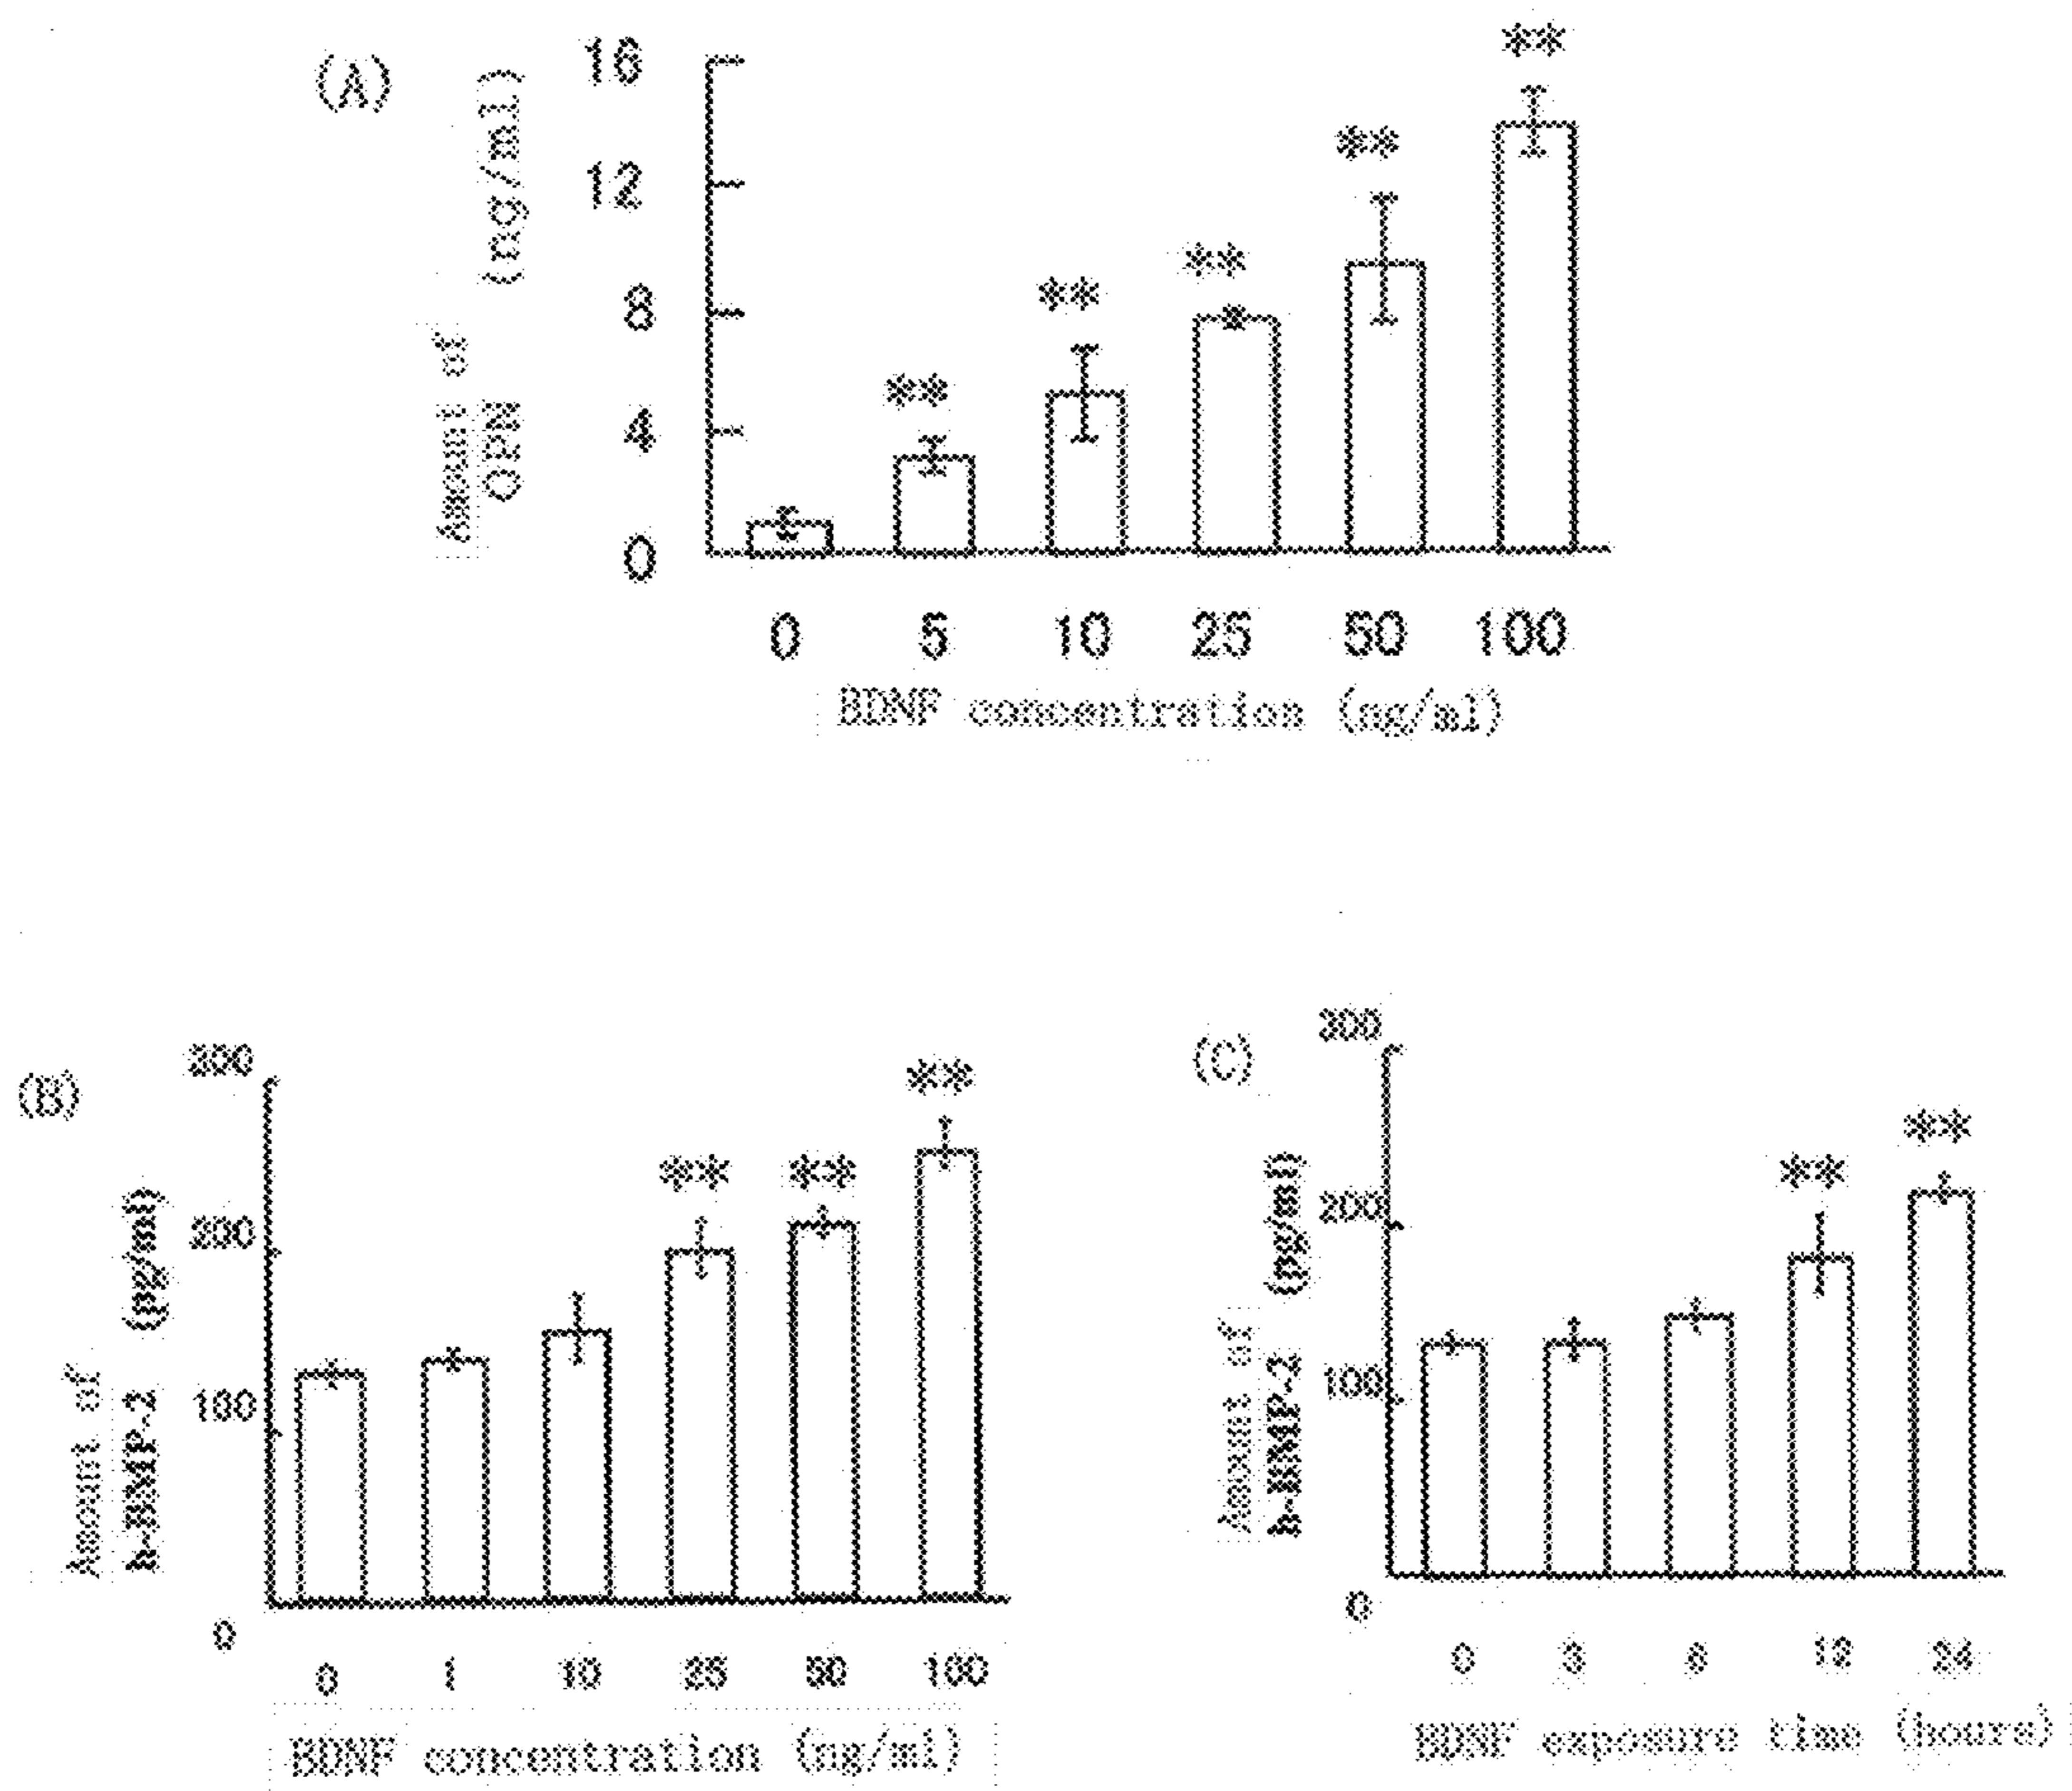 (A)
Amount of
OPN (ng/ml)
16
12
8
4
0
**
**
**
**
**
0 5 10 25 50 100
BDNF concentration (ng/ml)
(B)
Amount of
h-BMP-2 (pg/ml)
300
200
100
0
**
**
**
0 1 10 25 50 100
BDNF concentration (ng/ml)
(C)
Amount of
h-BMP-2 (pg/ml)
300
200
100
0
**
**
0 3 6 12 24
BDNF exposure time (hours)